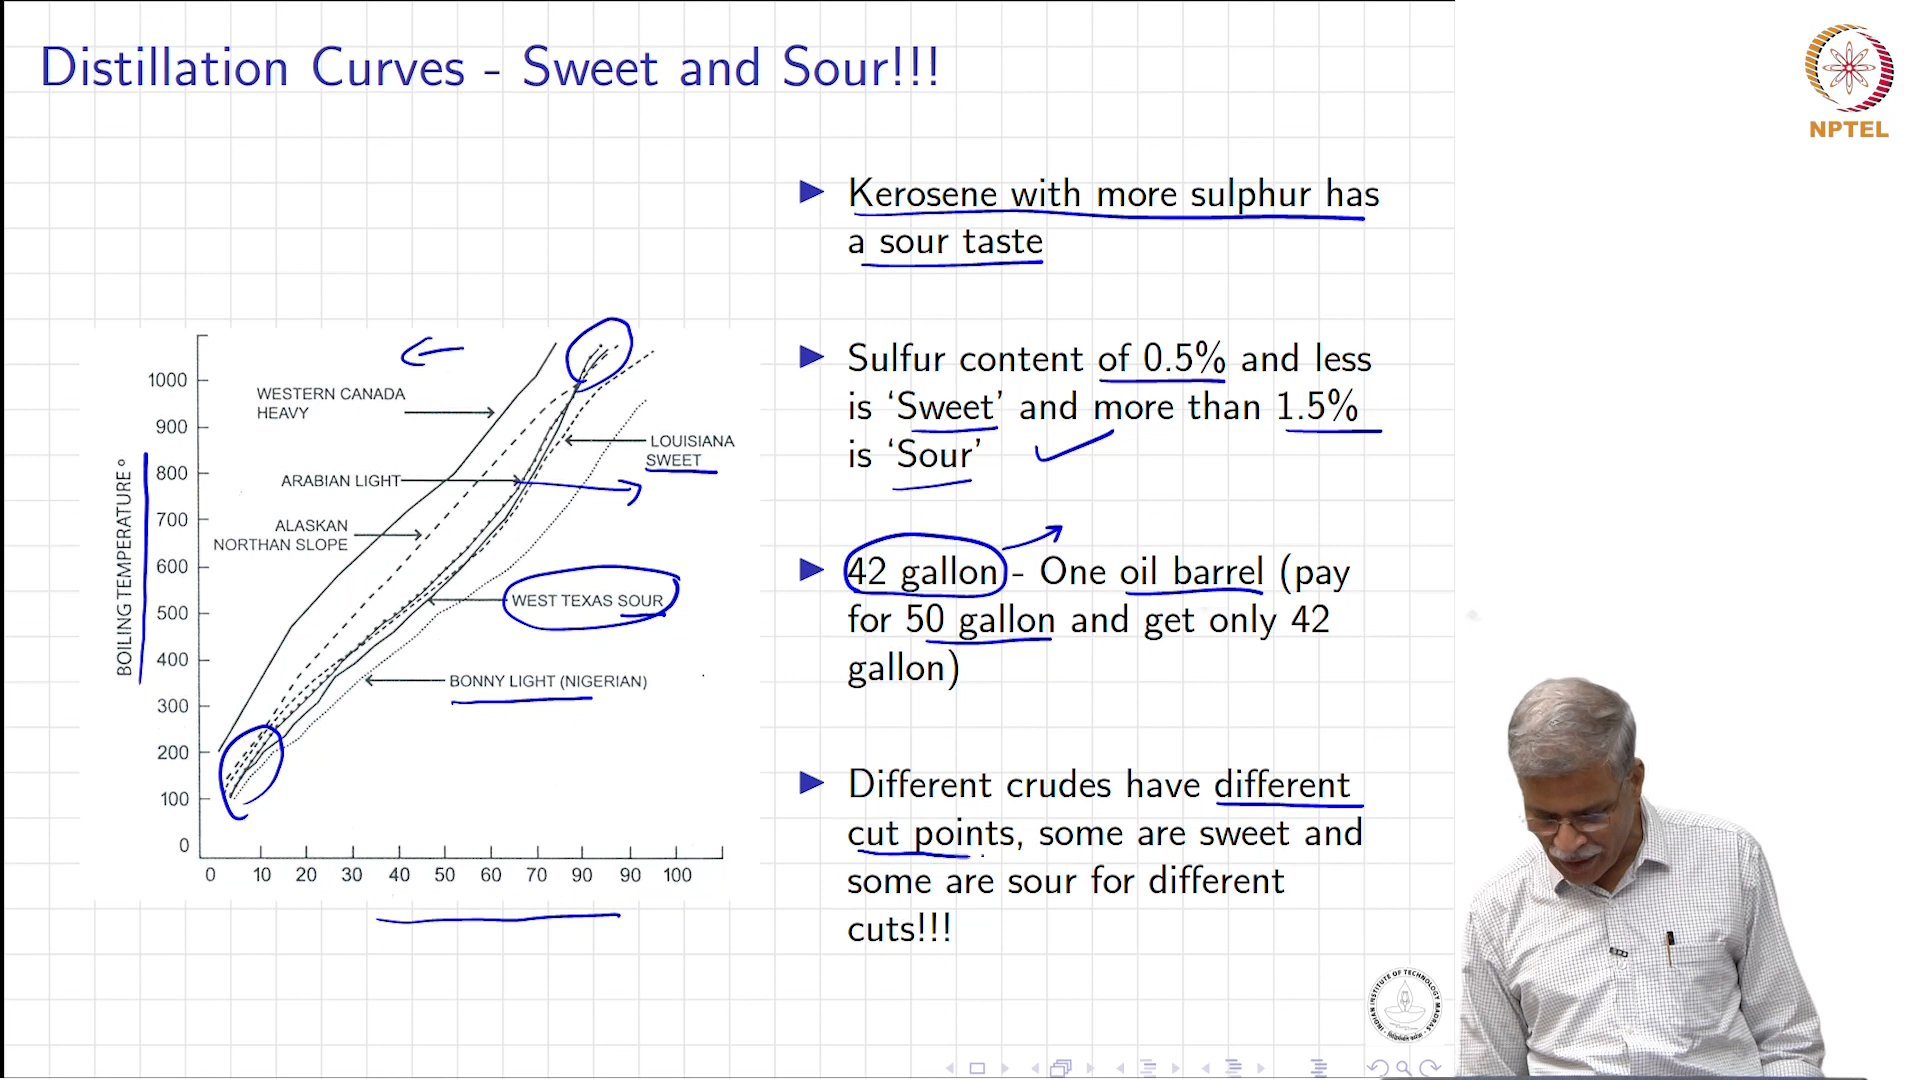 Distillation Curves - Sweet and Sour!!!
NPTEL
Kerosene with more sulphur has
a sour taste
Sulfur content of 0.5% and less
is ‘Sweet’ and more than 1.5%
is ‘Sour’
42 gallon - One oil barrel (pay
for 50 gallon and get only 42
gallon)
Different crudes have different
cut points, some are sweet and
some are sour for different
cuts!!!
BOILING TEMPERATURE °
1000
900
800
700
600
500
400
300
200
100
0
WESTERN CANADA
HEAVY
LOUISIANA
SWEET
ARABIAN LIGHT
ALASKAN
NORTHAN SLOPE
WEST TEXAS SOUR
BONNY LIGHT (NIGERIAN)
0 10 20 30 40 50 60 70 90 90 100
INDIAN INSTITUTE OF TECHNOLOGY MADRAS